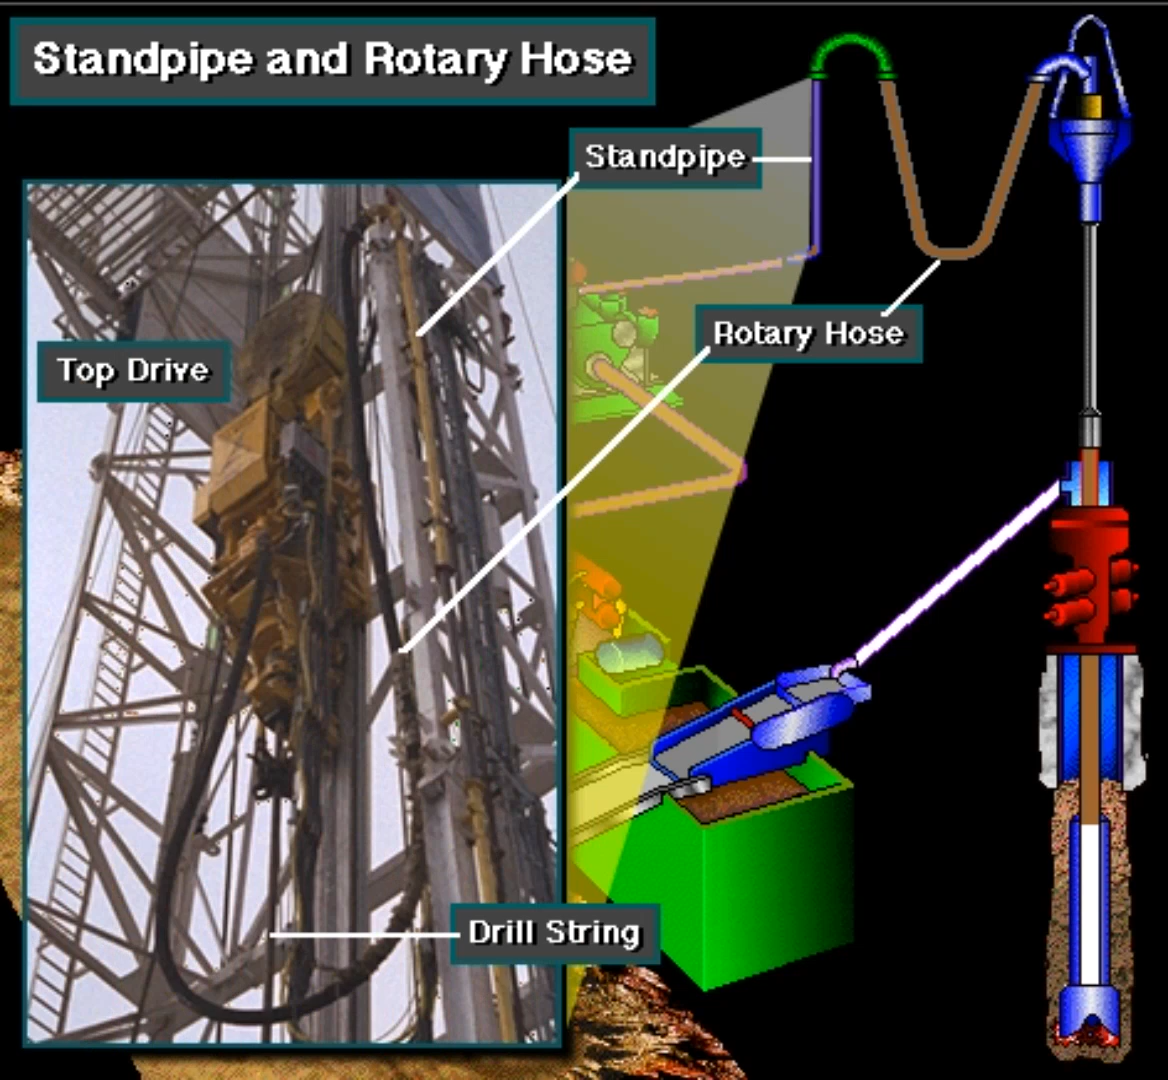 Standpipe and Rotary Hose
Standpipe
Rotary Hose
Top Drive
Drill String